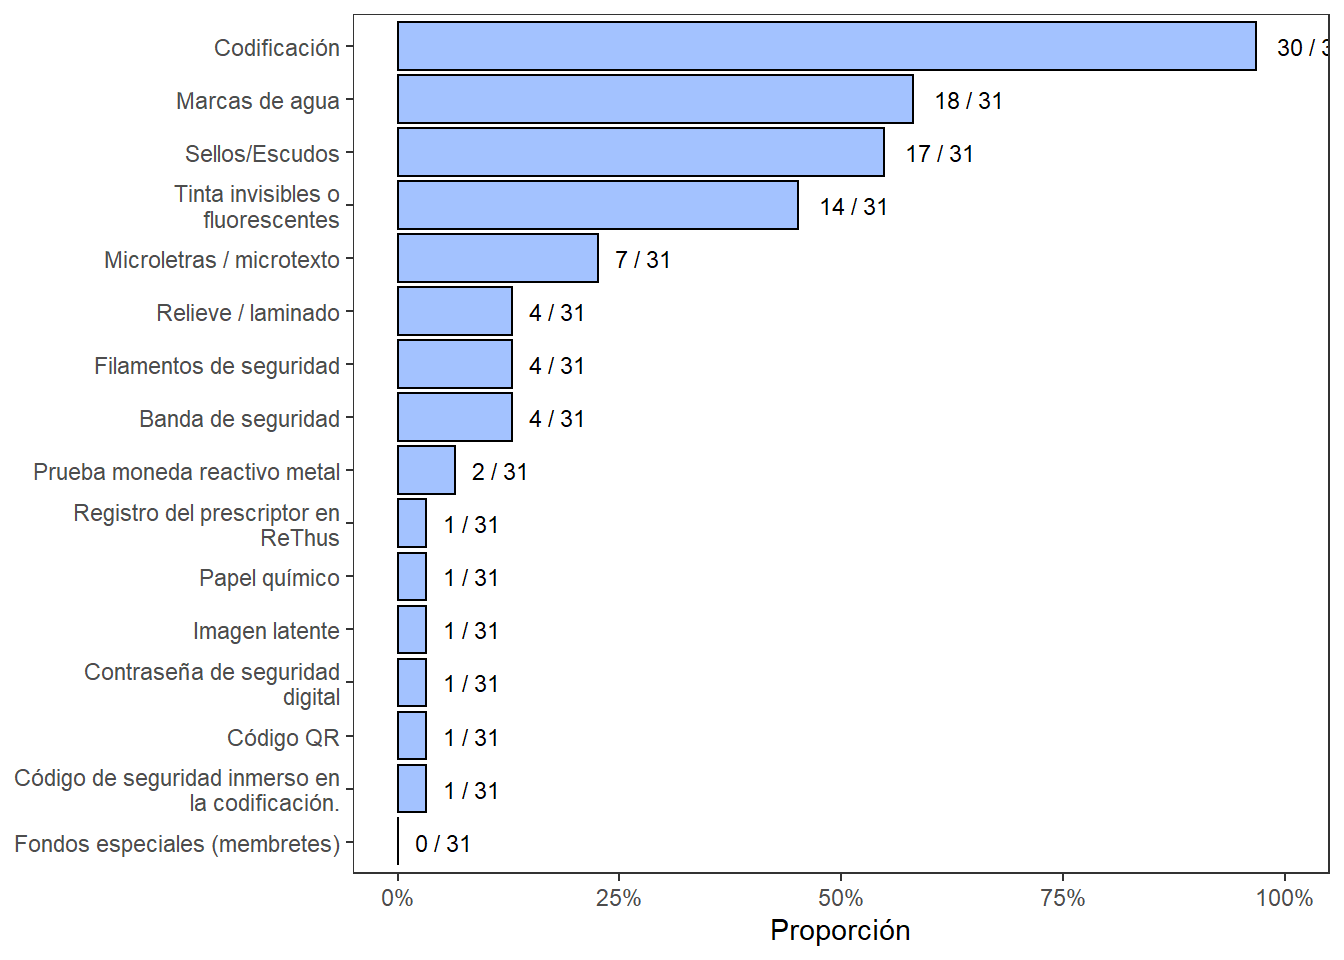 Codificación
30 / 3
Marcas de agua
18 / 31
Sellos/Escudos
17 / 31
Tinta invisibles o
fluorescentes
14 / 31
Microletras / microtexto
7 / 31
Relieve / laminado
4 / 31
Filamentos de seguridad
4 / 31
Banda de seguridad
4 / 31
Prueba moneda reactivo metal
2 / 31
Registro del prescriptor en
ReThus
1 / 31
Papel químico
1 / 31
Imagen latente
1 / 31
Contraseña de seguridad
digital
1 / 31
Código QR
1 / 31
Código de seguridad inmerso en
la codificación.
1 / 31
Fondos especiales (membretes)
0 / 31
0%
25%
50%
75%
100%
Proporción